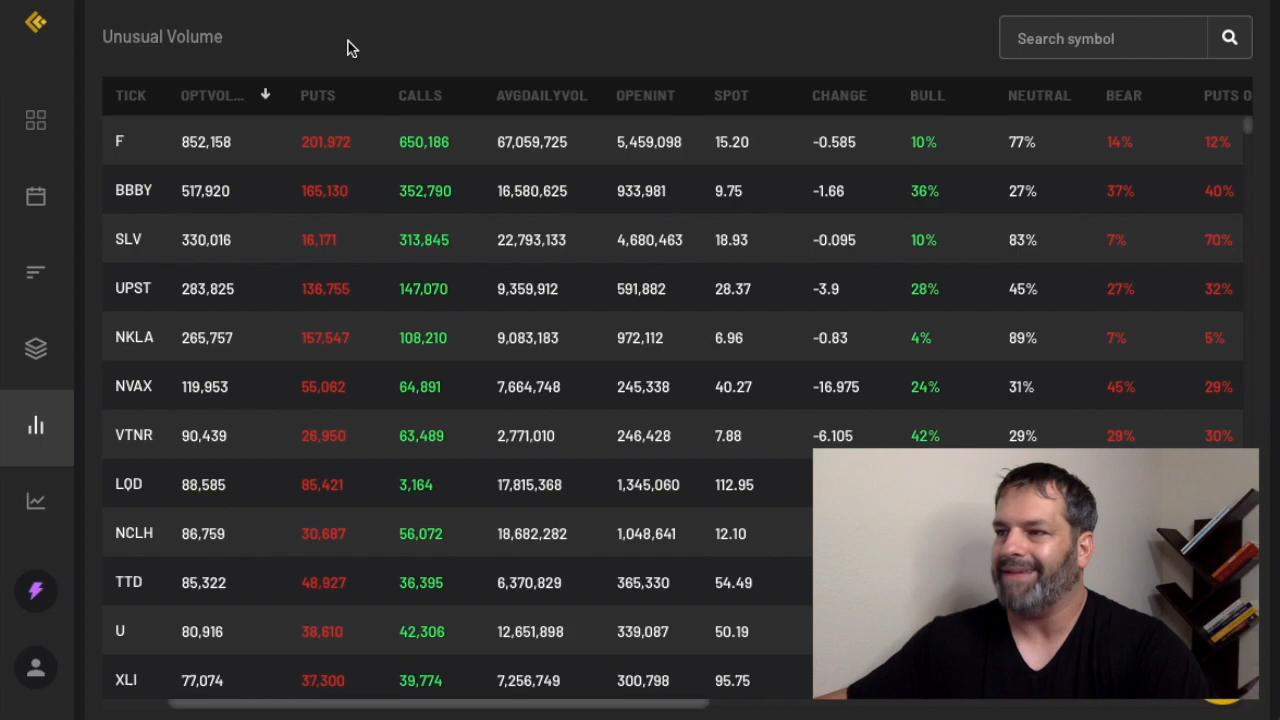 Unusual Volume
Search symbol
TICK OPTVOL... PUTS CALLS AVGDAILYVOL OPENINT SPOT CHANGE BULL NEUTRAL BEAR PUTS O
F 852,158 201,972 650,186 67,059,725 5,459,098 15.20 -0.585 10% 77% 14% 12%
BBBY 517,920 165,130 352,790 16,580,625 933,981 9.75 -1.66 36% 27% 37% 40%
SLV 330,016 16,171 313,845 22,793,133 4,680,463 18.93 -0.095 10% 83% 7% 70%
UPST 283,825 136,755 147,070 9,359,912 591,882 28.37 -3.9 28% 45% 27% 32%
NKLA 265,757 157,547 108,210 9,083,183 972,112 6.96 -0.83 4% 89% 7% 5%
NVAX 119,953 55,062 64,891 7,664,748 245,338 40.27 -16.975 24% 31% 45% 29%
VTNR 90,439 26,950 63,489 2,771,010 246,428 7.88 -6.105 42% 29% 29% 30%
LQD 88,585 85,421 3,164 17,815,368 1,345,060 112.95
NCLH 86,759 30,687 56,072 18,682,282 1,048,641 12.10
TTD 85,322 48,927 36,395 6,370,829 365,330 54.49
U 80,916 38,610 42,306 12,651,898 339,087 50.19
XLI 77,074 37,300 39,774 7,256,749 300,798 95.75